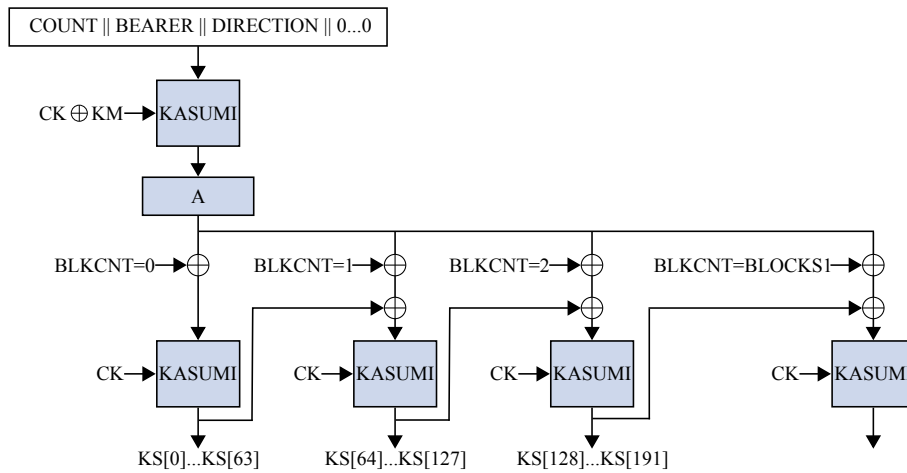 COUNT || BEARER || DIRECTION || 0...0
CK ⊕ KM
KASUMI
A
BLKCNT=0
BLKCNT=1
BLKCNT=2
BLKCNT=BLOCKS1
CK
KASUMI
CK
KASUMI
CK
KASUMI
CK
KASUMI
KS[0]...KS[63]
KS[64]...KS[127]
KS[128]...KS[191]